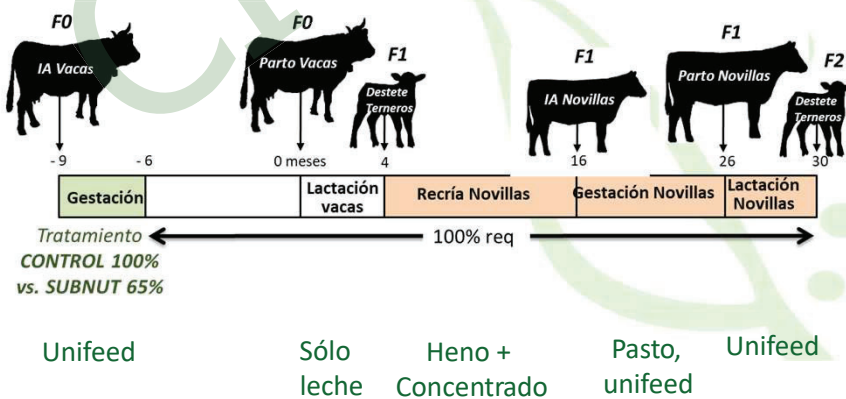 F0
IA Vacas
F0
Parto Vacas
F1
Destete
Terneros
F1
IA Novillas
F1
Parto Novillas
F2
Destete
Terneros
- 9
- 6
0 meses
4
16
26
30
Gestación
Lactación
vacas
Recría Novillas
Gestación Novillas
Lactación
Novillas
Tratamiento
CONTROL 100%
vs. SUBNUT 65%
100% req
Unifeed
Sólo
leche
Heno +
Concentrado
Pasto,
unifeed
Unifeed